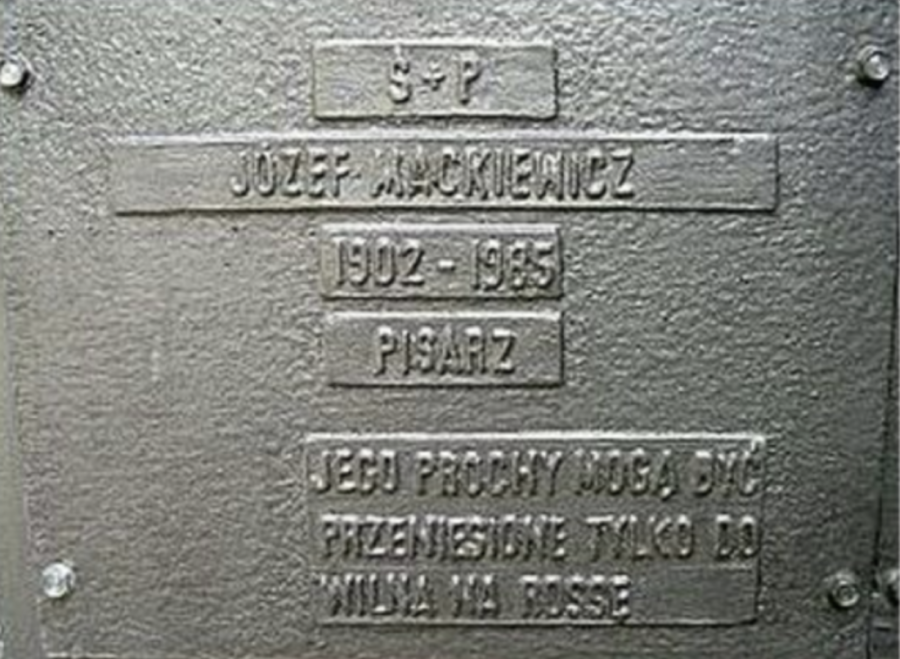 S+P
JÓZEF MACKIEWICZ
1902 - 1985
PISARZ
JEGO PROCHY MOGĄ BYĆ
PRZENIESIONE TYLKO DO
WILNA NA ROSSĘ